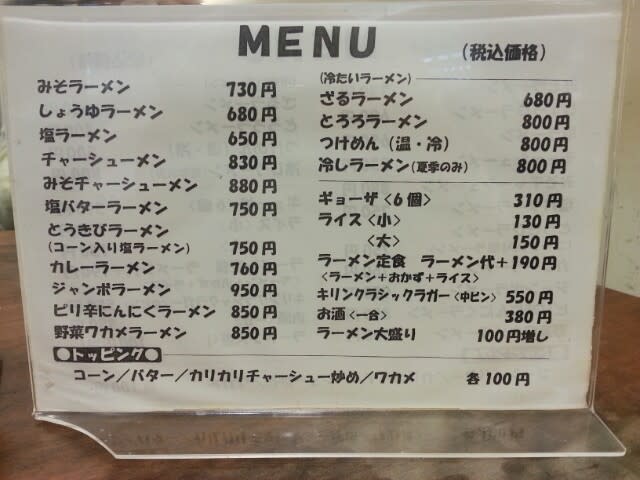 MENU
(税込価格)
みそラーメン 730円
しょうゆラーメン 680円
塩ラーメン 650円
チャーシューメン 830円
みそチャーシューメン 880円
塩バターラーメン 750円
とうきびラーメン
(コーン入り塩ラーメン) 750円
カレーラーメン 760円
ジャンボラーメン 950円
ピリ辛にんにくラーメン 850円
野菜ワカメラーメン 850円
(冷たいラーメン)
ざるラーメン 680円
とろろラーメン 800円
つけめん (温・冷) 800円
冷しラーメン(夏季のみ) 800円
ギョーザ〈6個〉 310円
ライス〈小〉 130円
〈大〉 150円
ラーメン定食 ラーメン代+190円
〈ラーメン+おかず+ライス〉
キリンクラシックラガー〈中ビン〉 550円
お酒〈一合〉 380円
ラーメン大盛り 100円増し
●トッピング●
コーン/バター/カリカリチャーシュー炒め/ワカメ 各100円